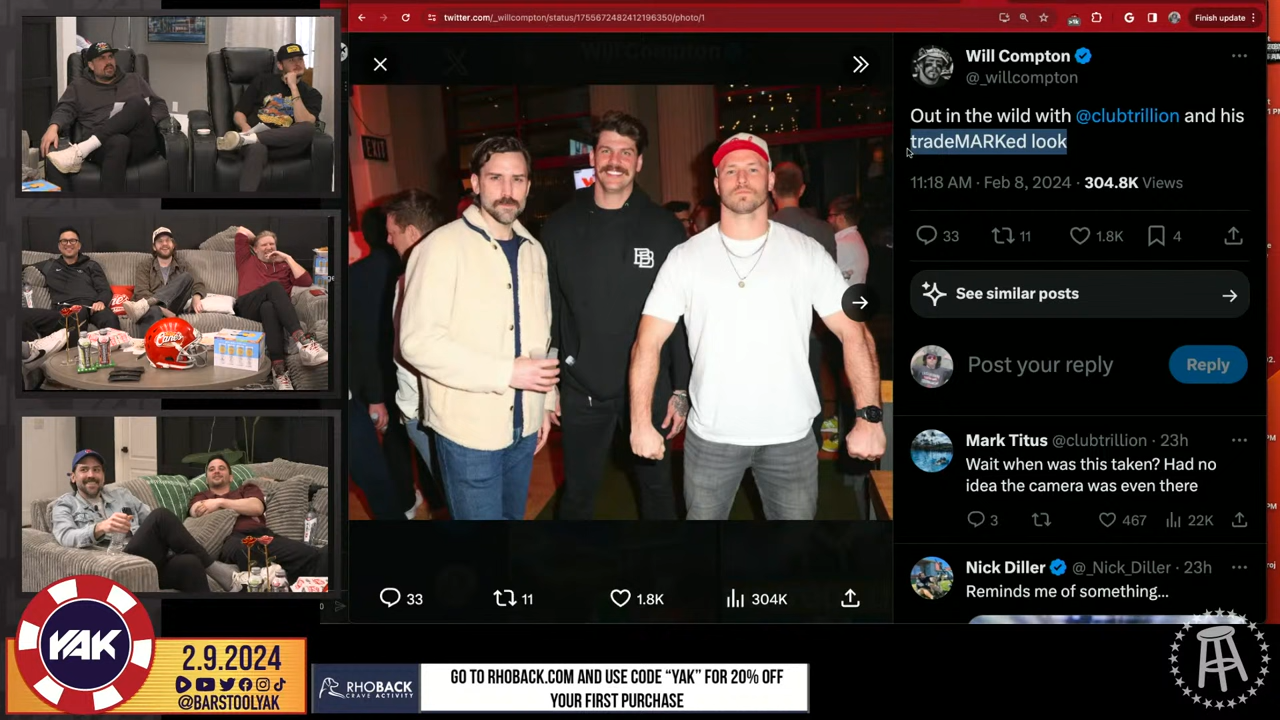 twitter.com/_willcompton/status/1755672482412196350/photo/1
Finish update
EXIT
Will Compton
@_willcompton
Out in the wild with @clubtrillion and his
tradeMARKed look
11:18 AM · Feb 8, 2024 · 304.8K Views
33
11
1.8K
4
See similar posts
Post your reply
Reply
Mark Titus @clubtrillion · 23h
Wait when was this taken? Had no
idea the camera was even there
3
467
22K
Nick Diller @_Nick_Diller · 23h
Reminds me of something...
33
11
1.8K
304K
Cane's
YAK
2.9.2024
@BARSTOOLYAK
RHOBACK
CRAVE ACTIVITY
GO TO RHOBACK.COM AND USE CODE “YAK” FOR 20% OFF
YOUR FIRST PURCHASE